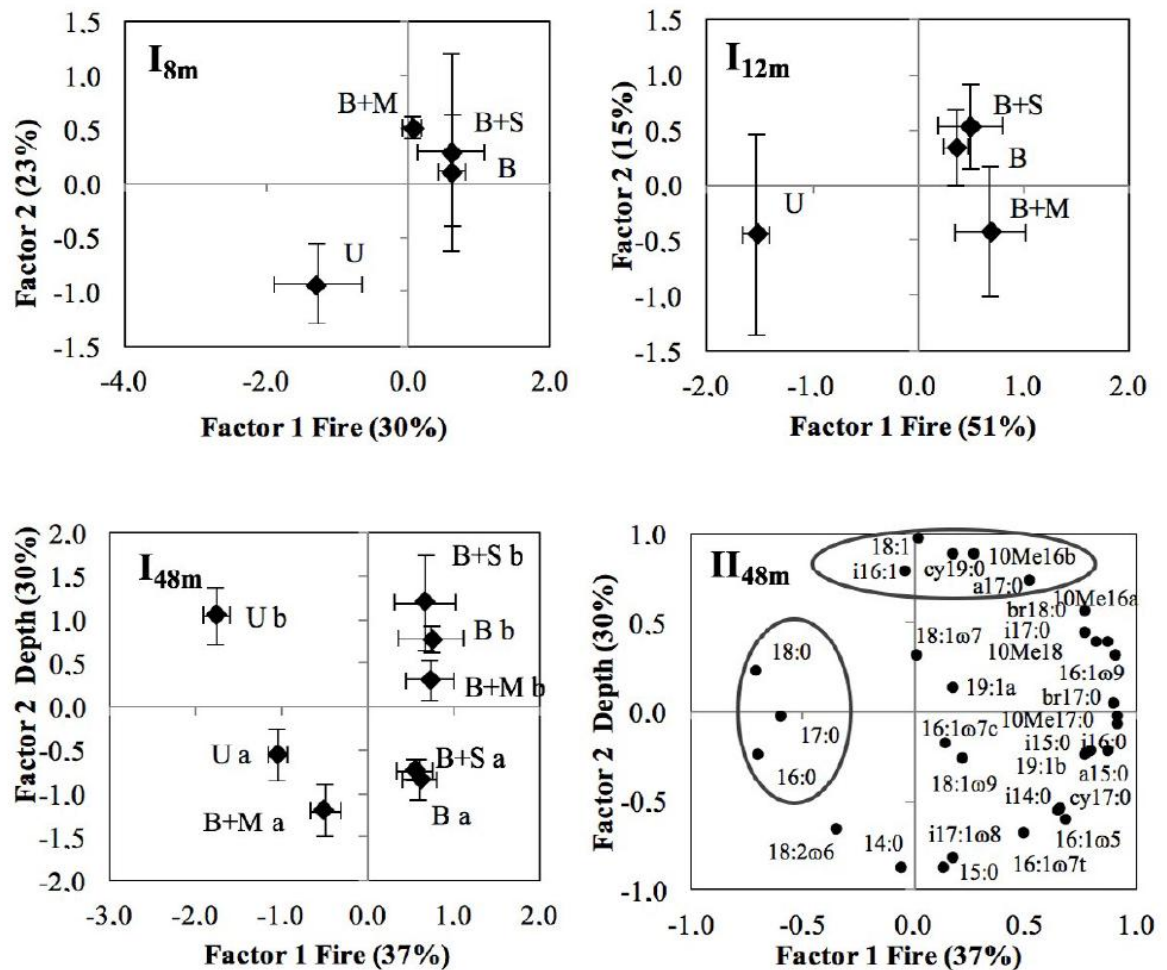 I8m
Factor 2 (23%)
1.5
1.0
0.5
0.0
-0.5
-1.0
-1.5
B+M
B+S
B
U
-4.0 -2.0 0.0 2.0
Factor 1 Fire (30%)
I12m
Factor 2 (15%)
1.5
1.0
0.5
0.0
-0.5
-1.0
-1.5
B+S
B
U
B+M
-2.0 -1.0 0.0 1.0 2.0
Factor 1 Fire (51%)
I48m
Factor 2 Depth (30%)
2.0
1.5
1.0
0.5
0.0
-0.5
-1.0
-1.5
-2.0
B+S b
U b
B b
B+M b
U a
B+S a
B+M a
B a
-3.0 -2.0 -1.0 0.0 1.0 2.0
Factor 1 Fire (37%)
II48m
Factor 2 Depth (30%)
1.0
0.5
0.0
-0.5
-1.0
18:1
10Me16b
i16:1
cy19:0
a17:0
10Me16a
br18:0
18:1ω7
i17:0
18:0
10Me18
16:1ω9
19:1a
br17:0
17:0
16:1ω7c
10Me17:0
16:0
i15:0
i16:0
18:1ω9
19:1b
a15:0
i14:0
cy17:0
18:2ω6
14:0
i17:1ω8
16:1ω5
15:0
16:1ω7t
-1.0 -0.5 0.0 0.5 1.0
Factor 1 Fire (37%)